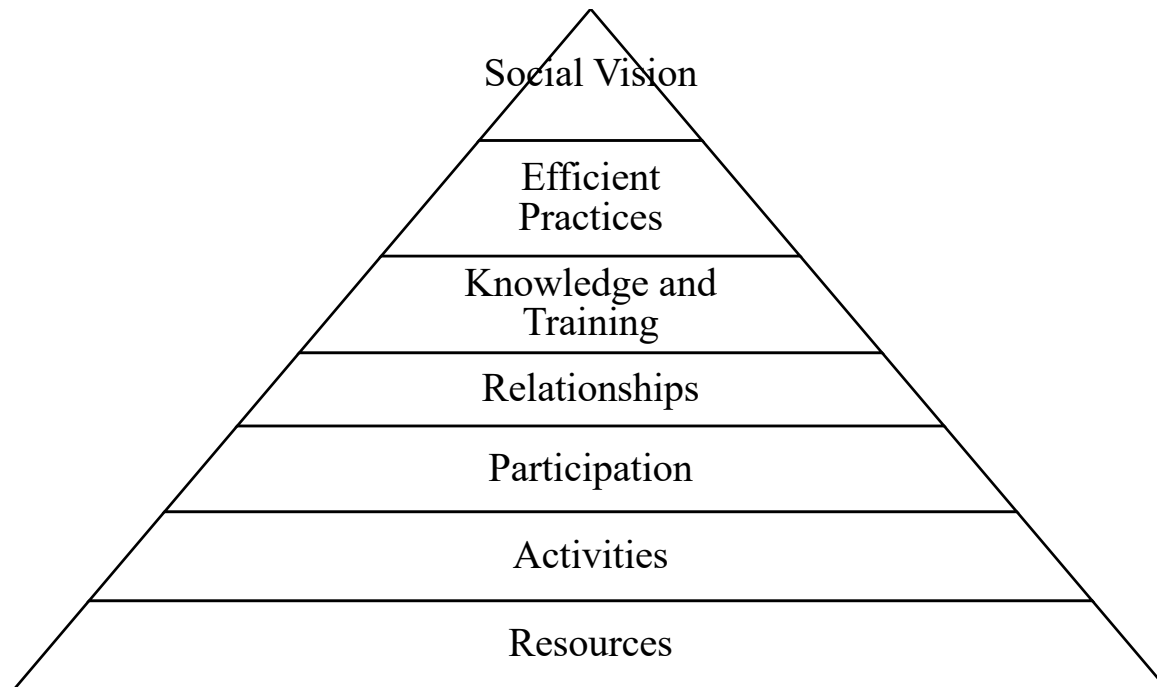 Social Vision
Efficient
Practices
Knowledge and
Training
Relationships
Participation
Activities
Resources